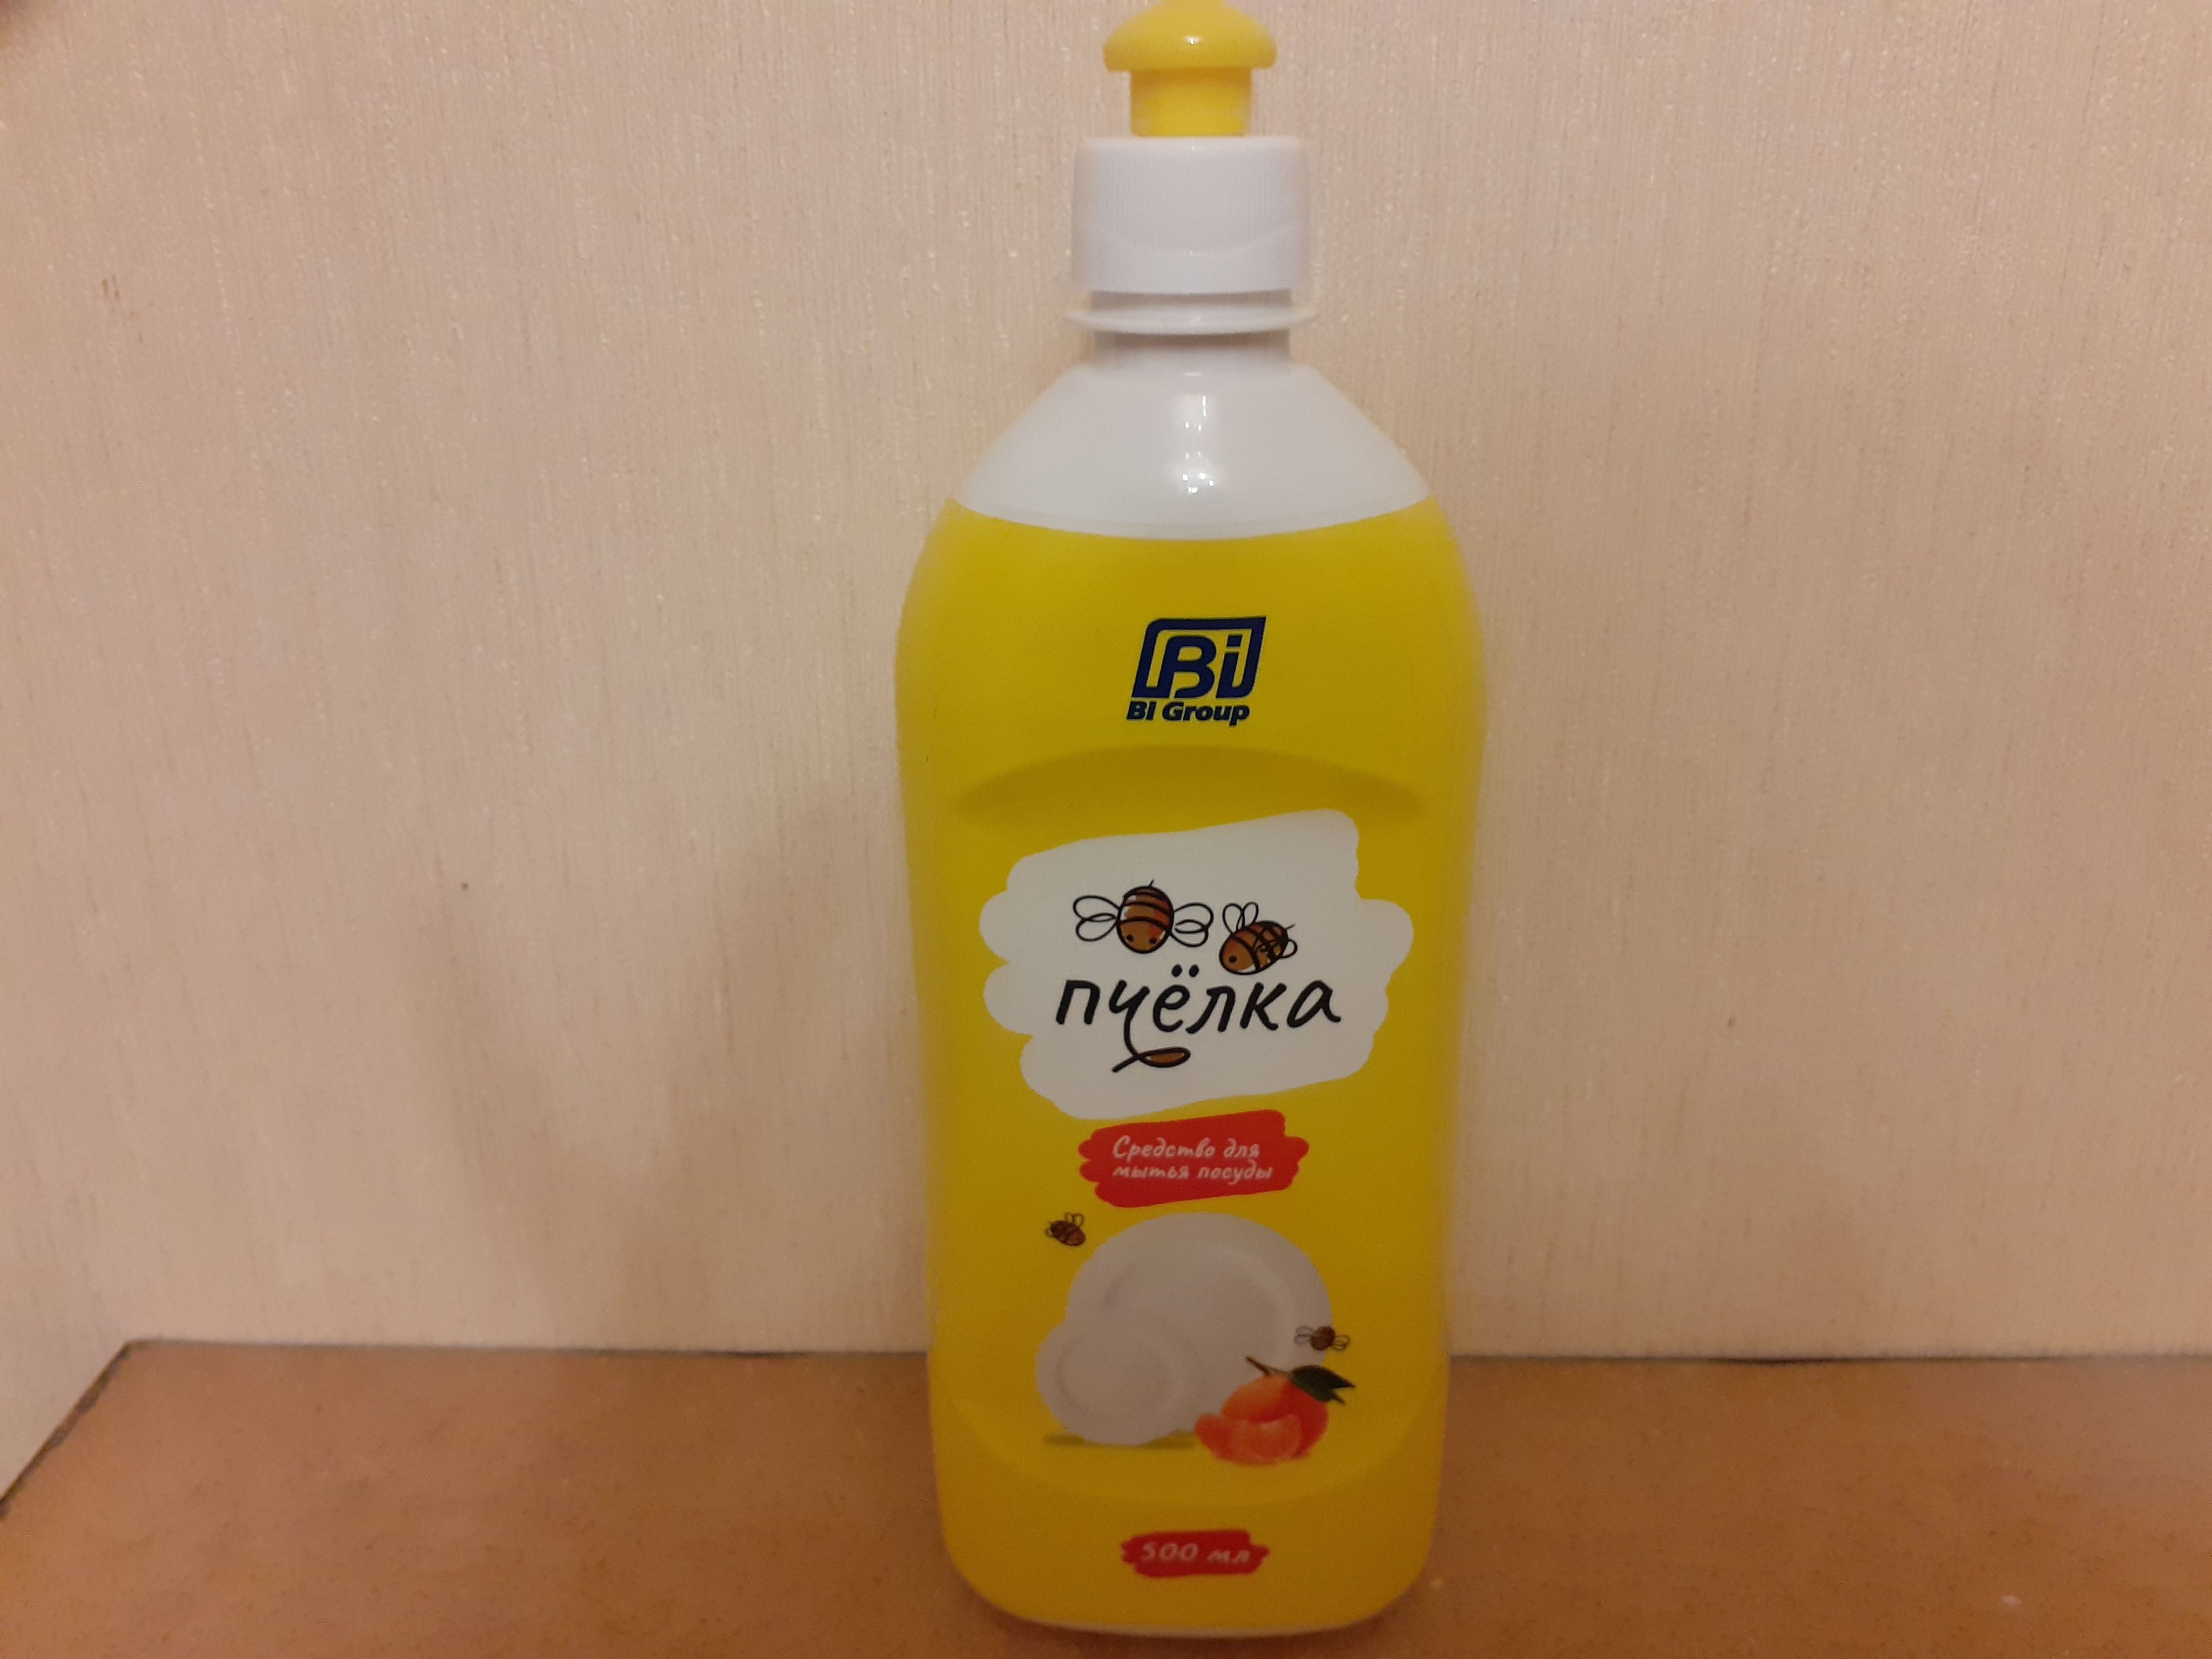 Bi
BI Group
пчёлка
Средство для
мытья посуды
500 мл